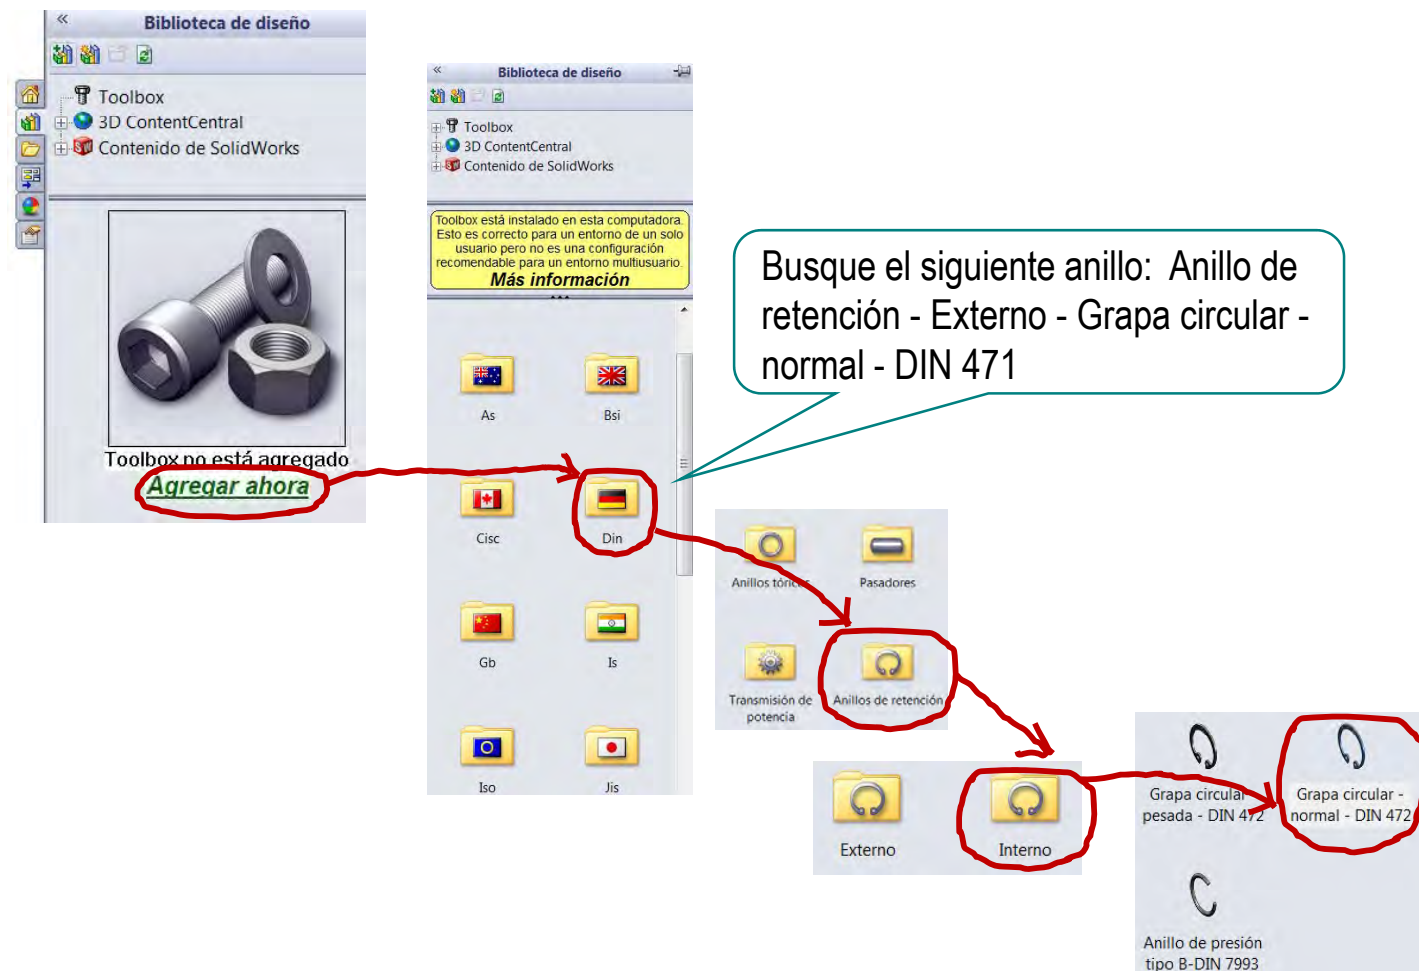 Biblioteca de diseño
Toolbox
3D ContentCentral
Contenido de SolidWorks
Toolbox no está agregado
Agregar ahora
Biblioteca de diseño
Toolbox
3D ContentCentral
Contenido de SolidWorks
Toolbox está instalado en esta computadora.
Esto es correcto para un entorno de un solo
usuario pero no es una configuración
recomendable para un entorno multiusuario.
Más información
As
Bsi
Cisc
Din
Gb
Is
Iso
Jis
Busque el siguiente anillo: Anillo de
retención - Externo - Grapa circular -
normal - DIN 471
Anillos tóricos
Pasadores
Transmisión de
potencia
Anillos de retención
Externo
Interno
Grapa circular -
pesada - DIN 472
Grapa circular -
normal - DIN 472
Anillo de presión
tipo B-DIN 7993